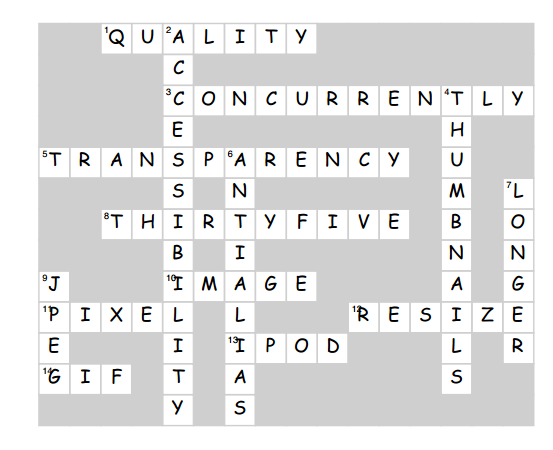 1Q U 2A L I T Y
C
3C O N C U R R E N 4T L Y
E H
5T R A N S P 6A R E N C Y U
S N M 7L
8T H I R T Y F I V E B O
B I N N
9J 10I M A G E A G
11P I X E L L 12R E S I Z E
E I 13I P O D L R
14G I F T A S
Y S